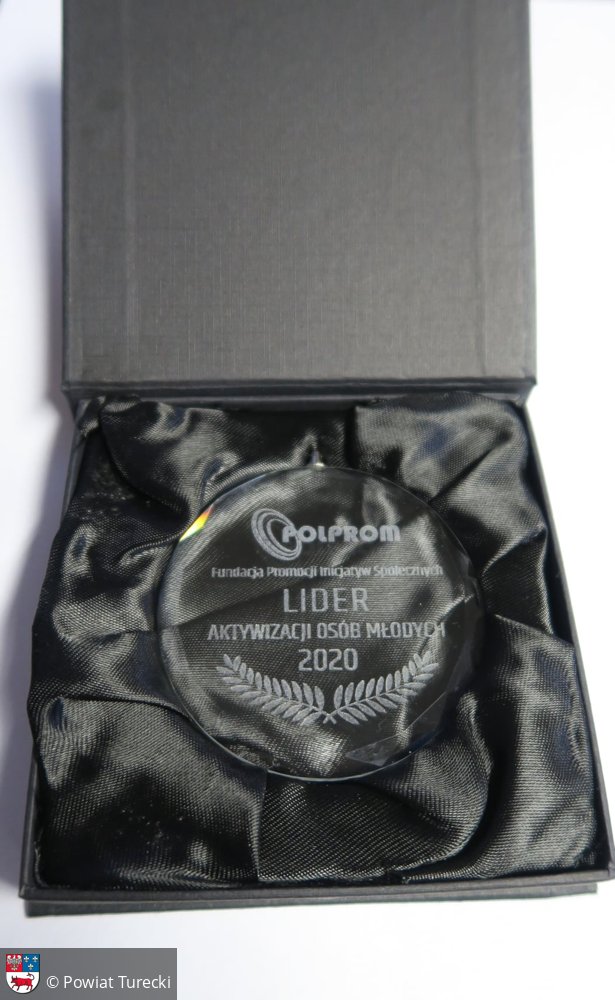 POLPROM
Fundacja Promocji Inicjatyw Społecznych
LIDER
AKTYWIZACJI OSÓB MŁODYCH
2020
© Powiat Turecki